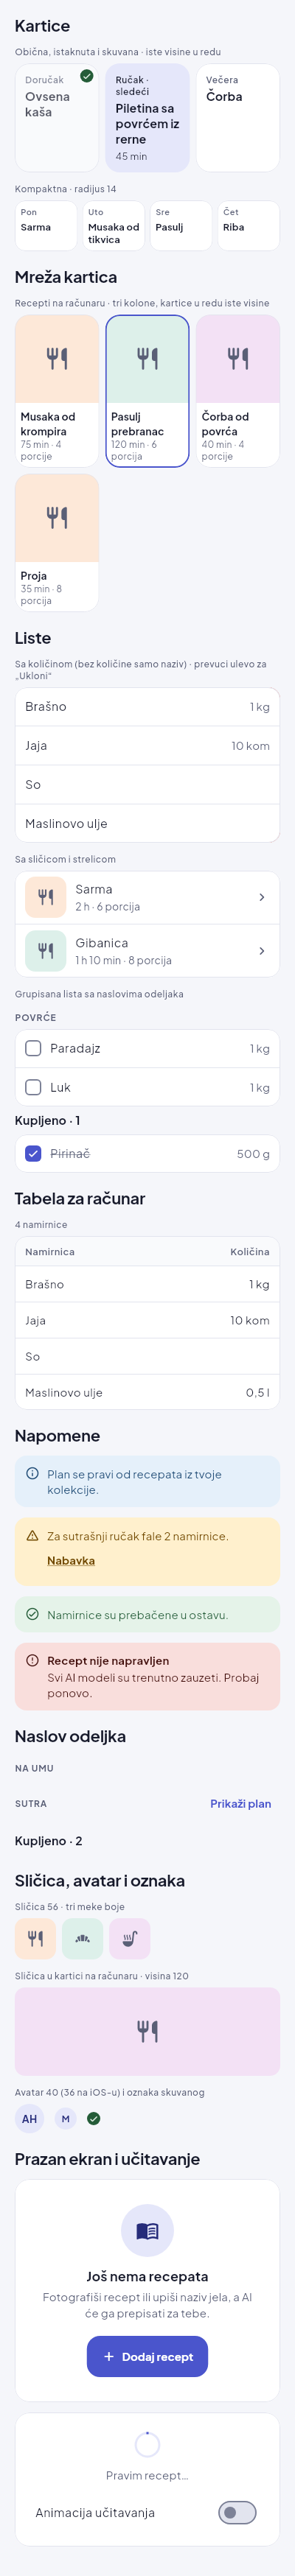 Kartice
Obična, istaknuta i skuvana · iste visine u redu
Doručak
Ovsena
kaša
Ručak ·
sledeći
Piletina sa
povrćem iz
rerne
45 min
Večera
Čorba
Kompaktna · radijus 14
Pon
Sarma
Uto
Musaka od
tikvica
Sre
Pasulj
Čet
Riba
Mreža kartica
Recepti na računaru · tri kolone, kartice u redu iste visine
Musaka od
krompira
75 min · 4
porcije
Pasulj
prebranac
120 min · 6
porcija
Čorba od
povrća
40 min · 4
porcije
Proja
35 min · 8
porcija
Liste
Sa količinom (bez količine samo naziv) · prevuci ulevo za
„Ukloni“
Brašno 1 kg
Jaja 10 kom
So
Maslinovo ulje
Sa sličicom i strelicom
Sarma
2 h · 6 porcija
Gibanica
1 h 10 min · 8 porcija
Grupisana lista sa naslovima odeljaka
POVRĆE
Paradajz 1 kg
Luk 1 kg
Kupljeno · 1
Pirinač 500 g
Tabela za računar
4 namirnice
Namirnica Količina
Brašno 1 kg
Jaja 10 kom
So
Maslinovo ulje 0,5 l
Napomene
Plan se pravi od recepata iz tvoje
kolekcije.
Za sutrašnji ručak fale 2 namirnice.
Nabavka
Namirnice su prebačene u ostavu.
Recept nije napravljen
Svi AI modeli su trenutno zauzeti. Probaj
ponovo.
Naslov odeljka
NA UMU
SUTRA Prikaži plan
Kupljeno · 2
Sličica, avatar i oznaka
Sličica 56 · tri meke boje
Sličica u kartici na računaru · visina 120
Avatar 40 (36 na iOS-u) i oznaka skuvanog
AH M
Prazan ekran i učitavanje
Još nema recepata
Fotografiši recept ili upiši naziv jela, a AI
će ga prepisati za tebe.
Dodaj recept
Pravim recept…
Animacija učitavanja